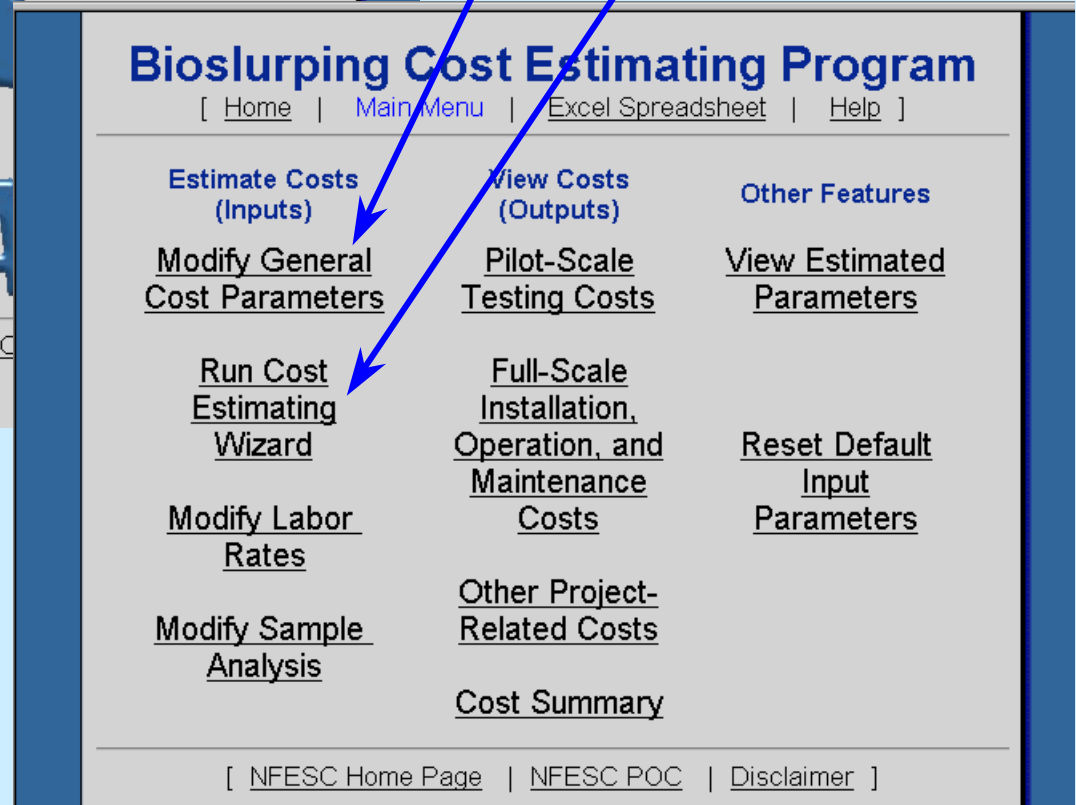 Bioslurping Cost Estimating Program
[ Home | Main Menu | Excel Spreadsheet | Help ]
Estimate Costs
(Inputs)
Modify General
Cost Parameters
Run Cost
Estimating
Wizard
Modify Labor
Rates
Modify Sample
Analysis
View Costs
(Outputs)
Pilot-Scale
Testing Costs
Full-Scale
Installation,
Operation, and
Maintenance
Costs
Other Project-
Related Costs
Cost Summary
Other Features
View Estimated
Parameters
Reset Default
Input
Parameters
[ NFESC Home Page | NFESC POC | Disclaimer ]